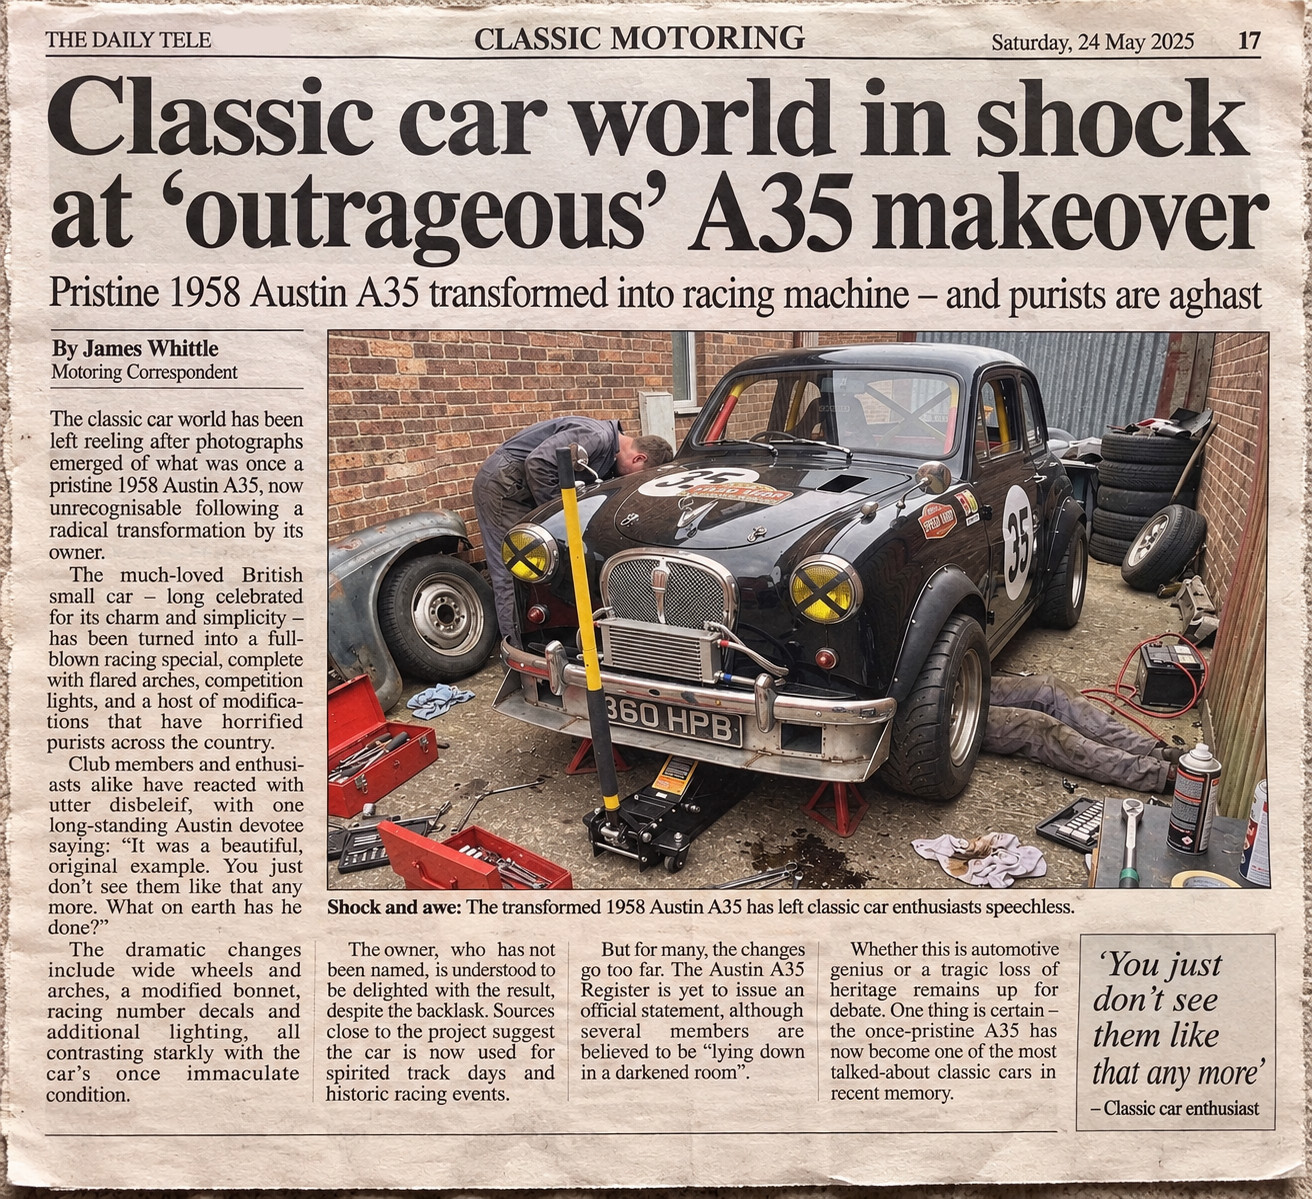 THE DAILY TELE
CLASSIC MOTORING
Saturday, 24 May 2025
17
Classic car world in shock
at ‘outrageous’ A35 makeover
Pristine 1958 Austin A35 transformed into racing machine – and purists are aghast
By James Whittle
Motoring Correspondent
The classic car world has been
left reeling after photographs
emerged of what was once a
pristine 1958 Austin A35, now
unrecognisable following a
radical transformation by its
owner.
The much-loved British
small car – long celebrated
for its charm and simplicity –
has been turned into a full-
blown racing special, complete
with flared arches, competition
lights, and a host of modifica-
tions that have horrified
purists across the country.
Club members and enthusi-
asts alike have reacted with
utter disbeleif, with one
long-standing Austin devotee
saying: “It was a beautiful,
original example. You just
don’t see them like that any
more. What on earth has he
done?”
The dramatic changes
include wide wheels and
arches, a modified bonnet,
racing number decals and
additional lighting, all
contrasting starkly with the
car’s once immaculate
condition.
35
35
360 HPB
Shock and awe: The transformed 1958 Austin A35 has left classic car enthusiasts speechless.
The owner, who has not
been named, is understood to
be delighted with the result,
despite the backlask. Sources
close to the project suggest
the car is now used for
spirited track days and
historic racing events.
But for many, the changes
go too far. The Austin A35
Register is yet to issue an
official statement, although
several members are
believed to be “lying down
in a darkened room”.
Whether this is automotive
genius or a tragic loss of
heritage remains up for
debate. One thing is certain –
the once-pristine A35 has
now become one of the most
talked-about classic cars in
recent memory.
‘You just
don’t see
them like
that any more’
– Classic car enthusiast